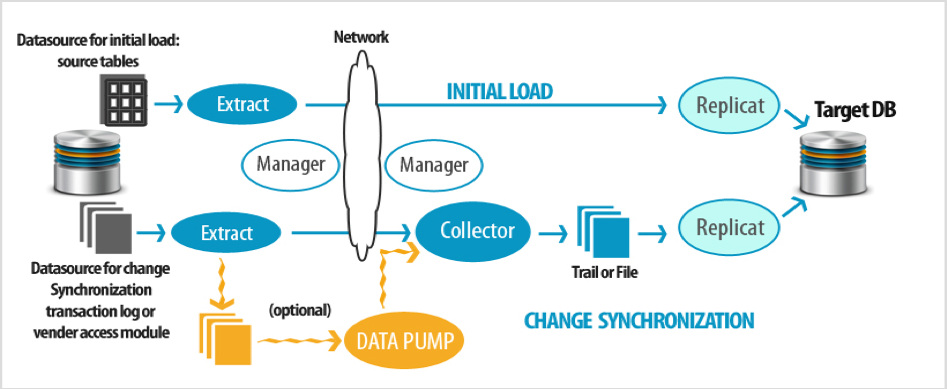 Datasource for initial load:
source tables
Network
Extract
INITIAL LOAD
Replicat
Target DB
Manager
Manager
Extract
Collector
Replicat
Trail or File
Datasource for change
Synchronization
transaction log or
vender access module
(optional)
DATA PUMP
CHANGE SYNCHRONIZATION